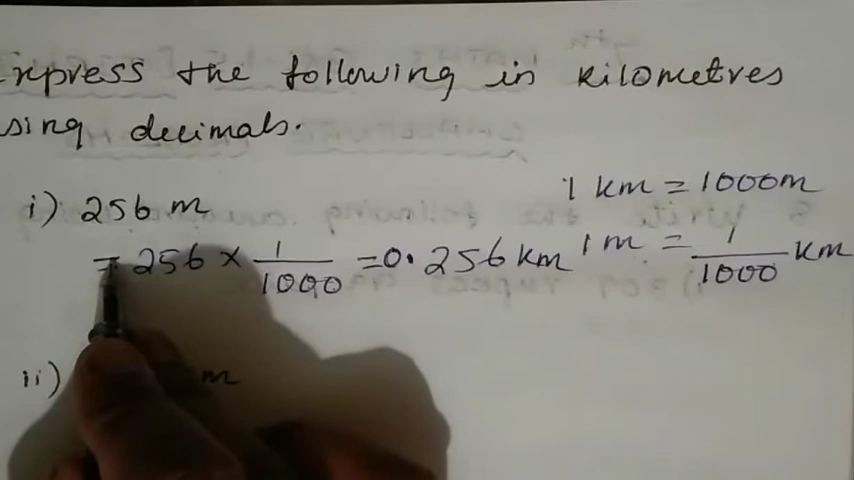 xpress the following in kilometres
sing decimals.
i) 256 m
1 km = 1000m
= 256 × 1/1000 = 0.256 km
1 m = 1/1000 km
ii) m